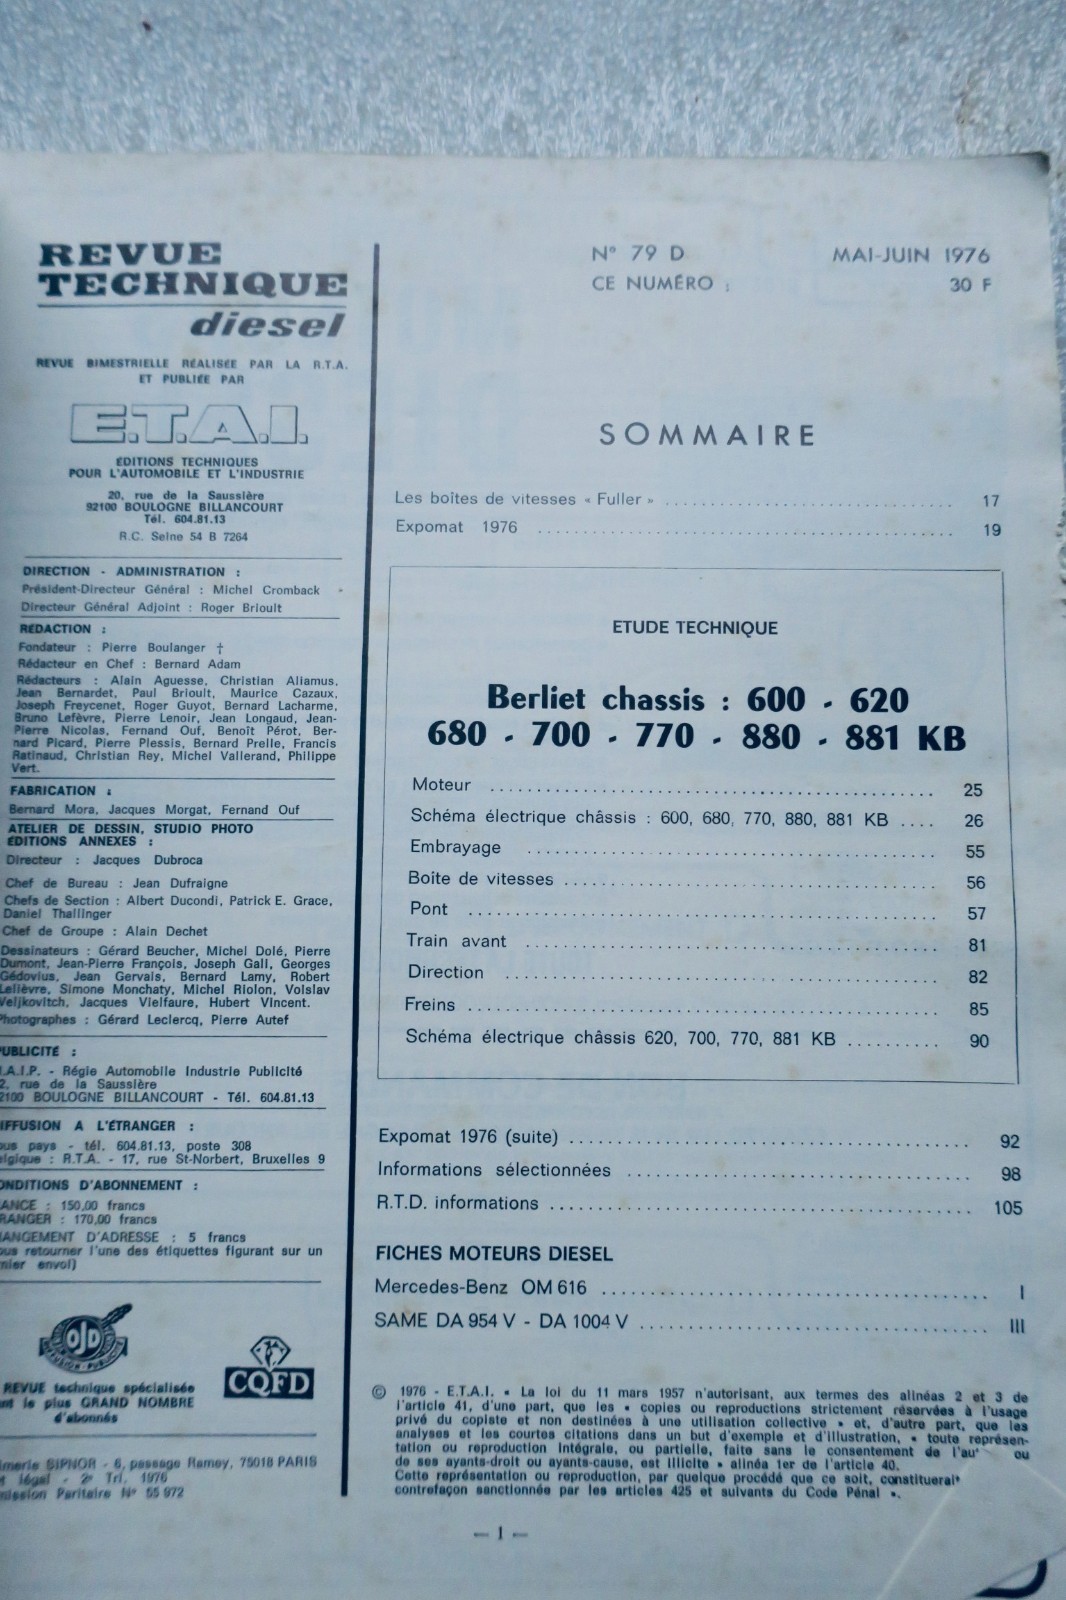 REVUE
TECHNIQUE
diesel
REVUE BIMESTRIELLE RÉALISÉE PAR LA R.T.A.
ET PUBLIÉE PAR
E.T.A.I.
ÉDITIONS TECHNIQUES
POUR L'AUTOMOBILE ET L'INDUSTRIE
20, rue de la Saussière
92100 BOULOGNE BILLANCOURT
Tél. 604.81.13
R.C. Seine 54 B 7264
DIRECTION - ADMINISTRATION :
Président-Directeur Général : Michel Cromback
Directeur Général Adjoint : Roger Brioult
RÉDACTION :
Fondateur : Pierre Boulanger †
Rédacteur en Chef : Bernard Adam
Rédacteurs : Alain Aguesse, Christian Aliamus,
Jean Bernardet, Paul Brioult, Maurice Cazaux,
Joseph Freycenet, Roger Guyot, Bernard Lacharme,
Bruno Lefèvre, Pierre Lenoir, Jean Longaud, Jean-
Pierre Nicolas, Fernand Ouf, Benoît Pérot, Ber-
nard Picard, Pierre Plessis, Bernard Prelle, Francis
Ratinaud, Christian Rey, Michel Vallerand, Philippe
Vert.
FABRICATION :
Bernard Mora, Jacques Morgat, Fernand Ouf
ATELIER DE DESSIN, STUDIO PHOTO
ÉDITIONS ANNEXES :
Directeur : Jacques Dubroca
Chef de Bureau : Jean Dufraigne
Chefs de Section : Albert Ducondi, Patrick E. Grace,
Daniel Thallinger
Chef de Groupe : Alain Dechet
Dessinateurs : Gérard Beucher, Michel Dolé, Pierre
Dumont, Jean-Pierre François, Joseph Gall, Georges
Gédovius, Jean Gervais, Bernard Lamy, Robert
Lelièvre, Simone Monchaty, Michel Riolon, Voislav
Veljkovitch, Jacques Vielfaure, Hubert Vincent.
Photographes : Gérard Leclercq, Pierre Autef
UBLICITÉ :
.A.I.P. - Régie Automobile Industrie Publicité
2, rue de la Saussière
2100 BOULOGNE BILLANCOURT - Tél. 604.81.13
IFFUSION A L'ÉTRANGER :
ous pays - tél. 604.81.13, poste 308
elgique : R.T.A. - 17, rue St-Norbert, Bruxelles 9
ONDITIONS D'ABONNEMENT :
ANCE : 150,00 francs
RANGER : 170,00 francs
ANGEMENT D'ADRESSE : 5 francs
ous retourner l'une des étiquettes figurant sur un
nier envoi)
OJD
DIFFUSION PUBLICITÉ
CQFD
REVUE technique spécialisée
nt le plus GRAND NOMBRE
d'abonnés
imerie SIPNOR - 6, passage Ramey, 75018 PARIS
légal - 2e Tri. 1976
mission Paritaire N° 55 972
N° 79 D MAI-JUIN 1976
CE NUMÉRO : 30 F
SOMMAIRE
Les boîtes de vitesses « Fuller » 17
Expomat 1976 19
ETUDE TECHNIQUE
Berliet chassis : 600 - 620
680 - 700 - 770 - 880 - 881 KB
Moteur 25
Schéma électrique châssis : 600, 680, 770, 880, 881 KB 26
Embrayage 55
Boîte de vitesses 56
Pont 57
Train avant 81
Direction 82
Freins 85
Schéma électrique châssis 620, 700, 770, 881 KB 90
Expomat 1976 (suite) 92
Informations sélectionnées 98
R.T.D. informations 105
FICHES MOTEURS DIESEL
Mercedes-Benz OM 616 I
SAME DA 954 V - DA 1004 V III
© 1976 - E.T.A.I. « La loi du 11 mars 1957 n'autorisant, aux termes des alinéas 2 et 3 de
l'article 41, d'une part, que les « copies ou reproductions strictement réservées à l'usage
privé du copiste et non destinées à une utilisation collective » et, d'autre part, que les
analyses et les courtes citations dans un but d'exemple et d'illustration, « toute représen-
tation ou reproduction intégrale, ou partielle, faite sans le consentement de l'au ou
de ses ayants-droit ou ayants-cause, est illicite » alinéa 1er de l'article 40.
Cette représentation ou reproduction, par quelque procédé que ce soit, constituerai
contrefaçon sanctionnée par les articles 425 et suivants du Code Pénal ».
— 1 —